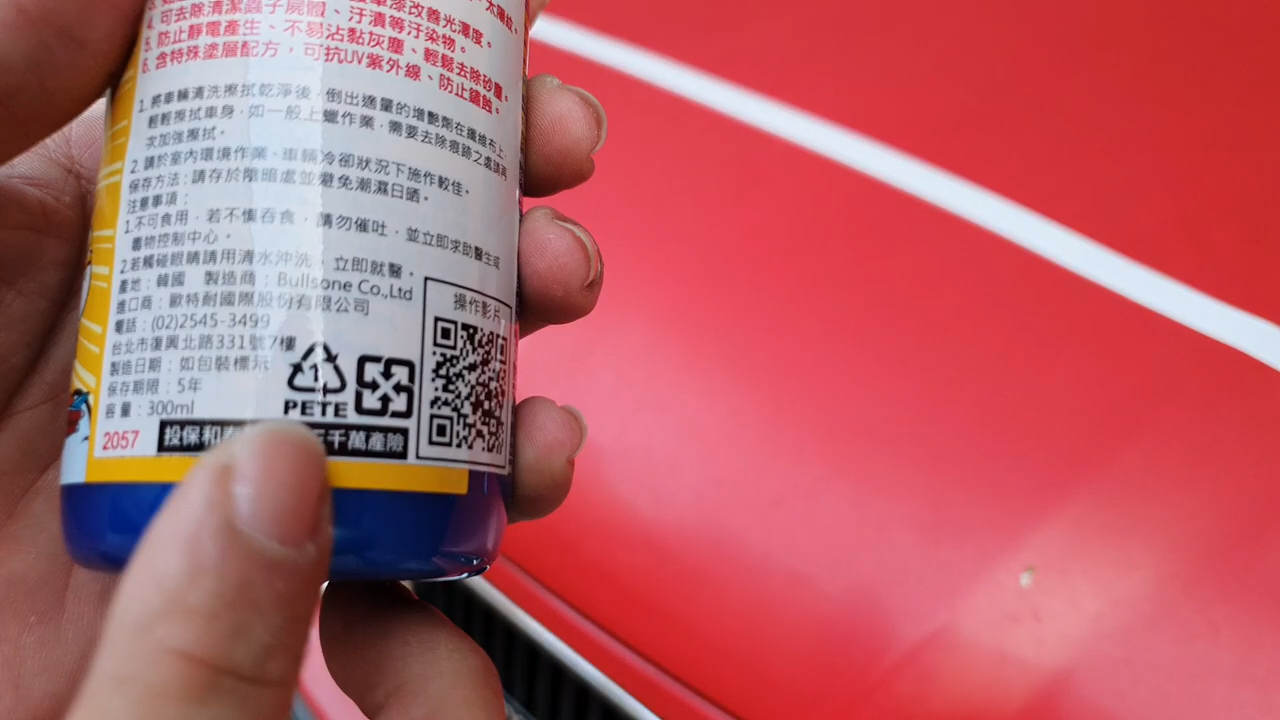 車漆改善光澤度。
4. 可去除清潔蟲子屍體、汙漬等汙染物。
5. 防止靜電產生、不易沾黏灰塵、輕鬆去除砂塵。
6. 含特殊塗層配方，可抗UV紫外線、防止鏽蝕。
1. 將車輛清洗擦拭乾淨後，倒出適量的增艷劑在纖維布上，
輕輕擦拭車身，如一般上蠟作業，需要去除痕跡之處請再
次加強擦拭。
2. 請於室內環境作業、車輛冷卻狀況下施作較佳。
保存方法：請存於陰暗處並避免潮濕日曬。
注意事項：
1.不可食用，若不慎吞食，請勿催吐，並立即求助醫生或
毒物控制中心。
2.若觸碰眼睛請用清水沖洗，立即就醫。
產地：韓國 製造商：Bullsone Co.,Ltd
進口商：歐特耐國際股份有限公司
電話：(02)2545-3499
台北市復興北路331號7樓
製造日期：如包裝標示
保存期限：5年
容量：300ml
操作影片
1
PETE
2057 投保和 千萬產險